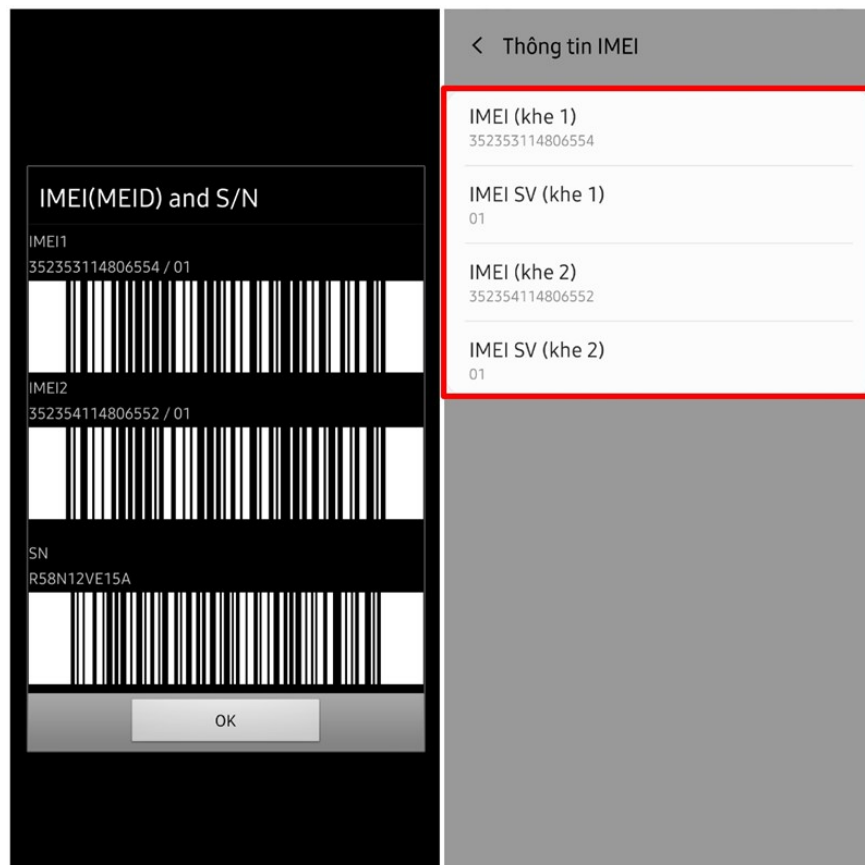 IMEI(MEID) and S/N
IMEI1
352353114806554 / 01
IMEI2
352354114806552 / 01
SN
R58N12VE15A
OK
Thông tin IMEI
IMEI (khe 1)
352353114806554
IMEI SV (khe 1)
01
IMEI (khe 2)
352354114806552
IMEI SV (khe 2)
01